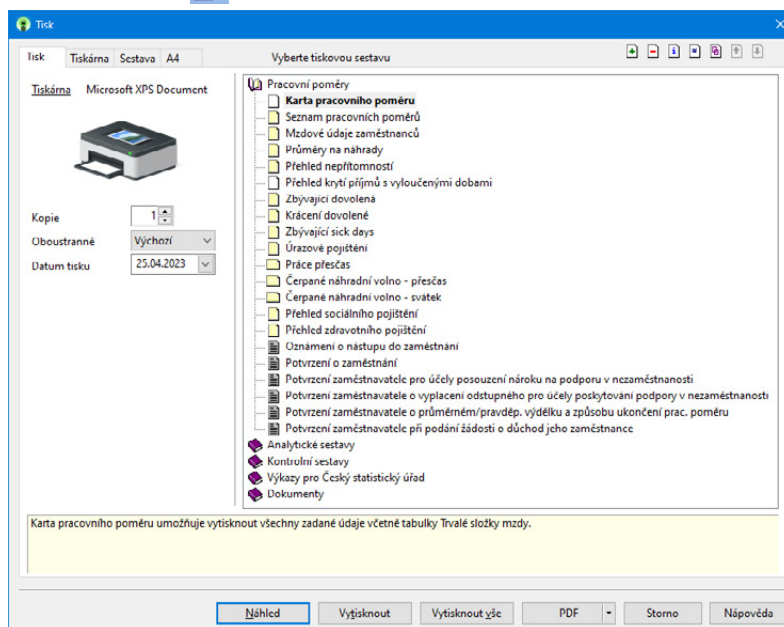 Tisk
Tisk Tiskárna Sestava A4 Vyberte tiskovou sestavu
Tiskárna Microsoft XPS Document
Kopie 1
Oboustranně Výchozí
Datum tisku 25.04.2023
Pracovní poměry
Karta pracovního poměru
Seznam pracovních poměrů
Mzdové údaje zaměstnanců
Průměry na náhrady
Přehled nepřítomností
Přehled krytí příjmů s vyloučenými dobami
Zbývající dovolená
Krácení dovolené
Zbývající sick days
Úrazové pojištění
Práce přesčas
Čerpané náhradní volno - přesčas
Čerpané náhradní volno - svátek
Přehled sociálního pojištění
Přehled zdravotního pojištění
Oznámení o nástupu do zaměstnání
Potvrzení o zaměstnání
Potvrzení zaměstnavatele pro účely posouzení nároku na podporu v nezaměstnanosti
Potvrzení zaměstnavatele o vyplacení odstupného pro účely poskytování podpory v nezaměstnanosti
Potvrzení zaměstnavatele o průměrném/pravděp. výdělku a způsobu ukončení prac. poměru
Potvrzení zaměstnavatele při podání žádosti o důchod jeho zaměstnance
Analytické sestavy
Kontrolní sestavy
Výkazy pro Český statistický úřad
Dokumenty
Karta pracovního poměru umožňuje vytisknout všechny zadané údaje včetně tabulky Trvalé složky mzdy.
Náhled Vytisknout Vytisknout vše PDF Storno Nápověda